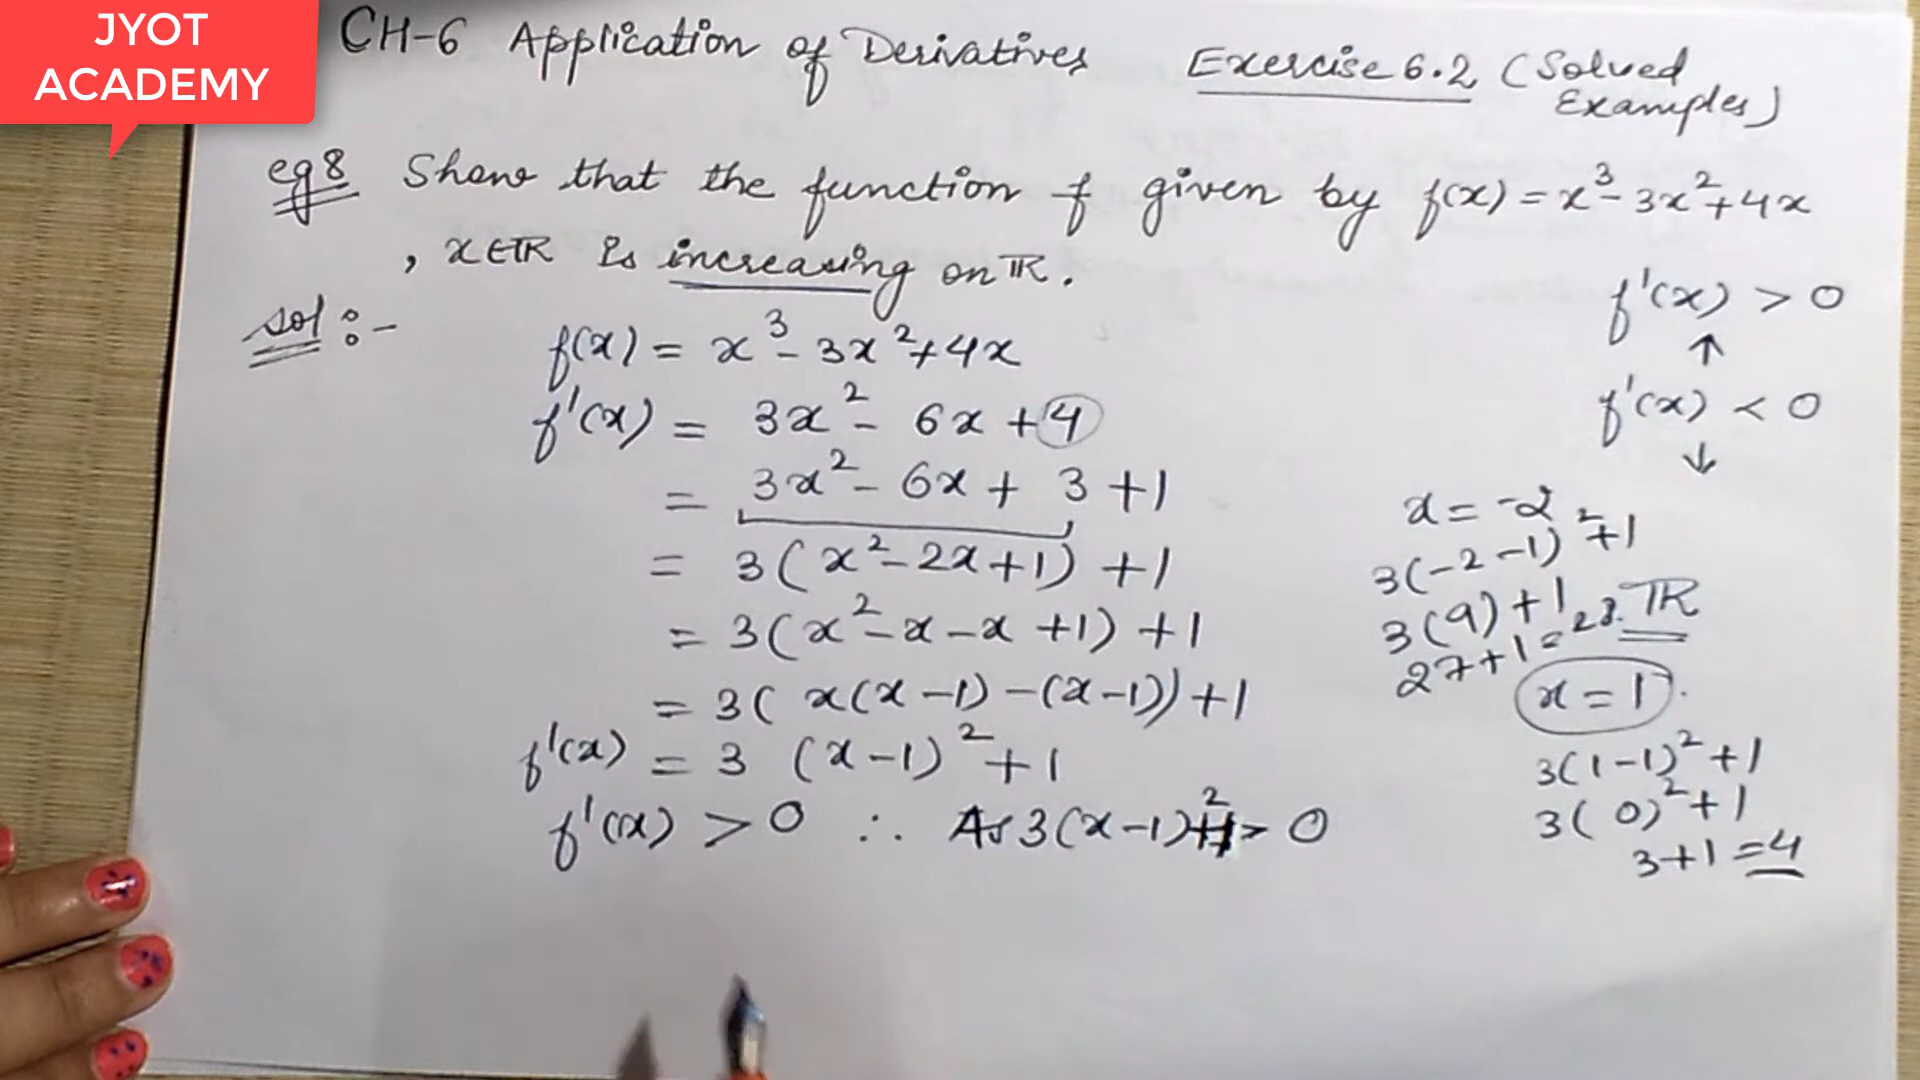 JYOT
ACADEMY
CH-6 Application of Derivatives Exercise 6.2 (Solved
Examples)
eg 8 Show that the function f given by f(x) = x³ - 3x² + 4x
, x∈ℝ is increasing on ℝ.
sol :-
f(x) = x³ - 3x² + 4x
f'(x) = 3x² - 6x + 4
= 3x² - 6x + 3 + 1
= 3(x² - 2x + 1) + 1
= 3(x² - x - x + 1) + 1
= 3( x(x - 1) - (x - 1)) + 1
f'(x) = 3 (x - 1)² + 1
f'(x) > 0 ∴ As 3(x - 1)² + 1 > 0
f'(x) > 0
↑
f'(x) < 0
↓
x = -2
3(-2 - 1)² + 1
3(9) + 1
27 + 1 = 28.
ℝ
x = 1.
3(1 - 1)² + 1
3( 0)² + 1
3 + 1 = 4